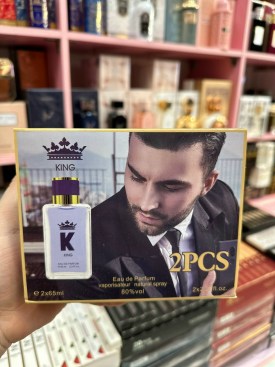 KING
K
KING
2PCS
Eau de Parfum
vaporisateur natural spray
80%vol
℮ 2x65ml